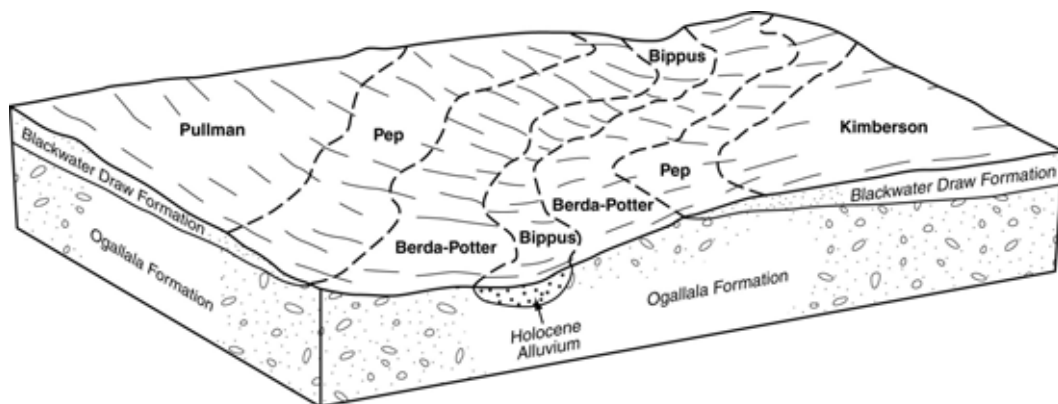 Bippus
Pullman
Pep
Kimberson
Blackwater Draw Formation
Pep
Blackwater Draw Formation
Berda-Potter
Berda-Potter
Bippus
Ogallala Formation
Ogallala Formation
Holocene
Alluvium